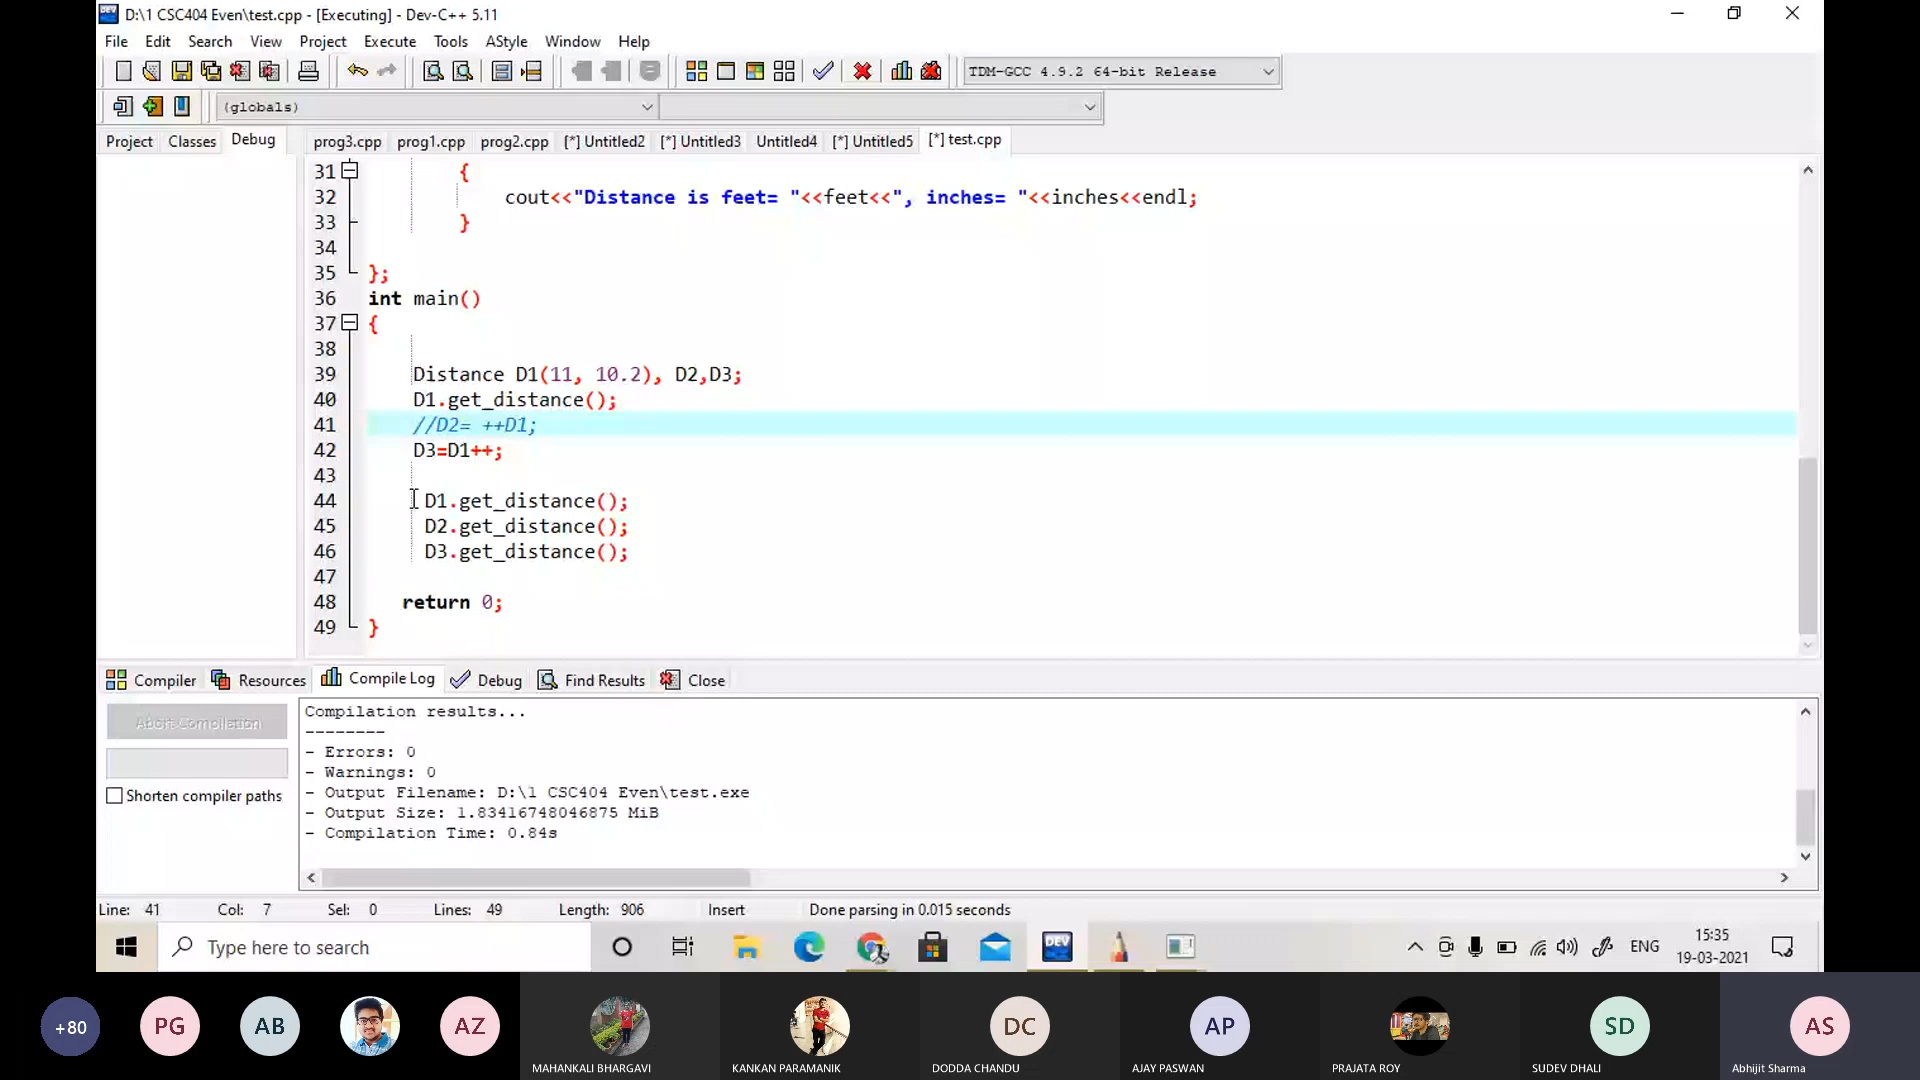 D:\1 CSC404 Even\test.cpp - [Executing] - Dev-C++ 5.11
File Edit Search View Project Execute Tools AStyle Window Help
TDM-GCC 4.9.2 64-bit Release
(globals)
Project Classes Debug
prog3.cpp prog1.cpp prog2.cpp [*] Untitled2 [*] Untitled3 Untitled4 [*] Untitled5 [*] test.cpp
31 {
32 cout<<"Distance is feet= "<<feet<<", inches= "<<inches<<endl;
33 }
34
35 };
36 int main()
37 {
38
39 Distance D1(11, 10.2), D2,D3;
40 D1.get_distance();
41 //D2= ++D1;
42 D3=D1++;
43
44 D1.get_distance();
45 D2.get_distance();
46 D3.get_distance();
47
48 return 0;
49 }
Compiler Resources Compile Log Debug Find Results Close
Abort Compilation
Shorten compiler paths
Compilation results...
--------
- Errors: 0
- Warnings: 0
- Output Filename: D:\1 CSC404 Even\test.exe
- Output Size: 1.83416748046875 MiB
- Compilation Time: 0.84s
Line: 41 Col: 7 Sel: 0 Lines: 49 Length: 906 Insert Done parsing in 0.015 seconds
Type here to search
DEV
ENG
15:35
19-03-2021
+80
PG
AB
AZ
MAHANKALI BHARGAVI
KANKAN PARAMANIK
DC
DODDA CHANDU
AP
AJAY PASWAN
PRAJATA ROY
SD
SUDEV DHALI
AS
Abhijit Sharma